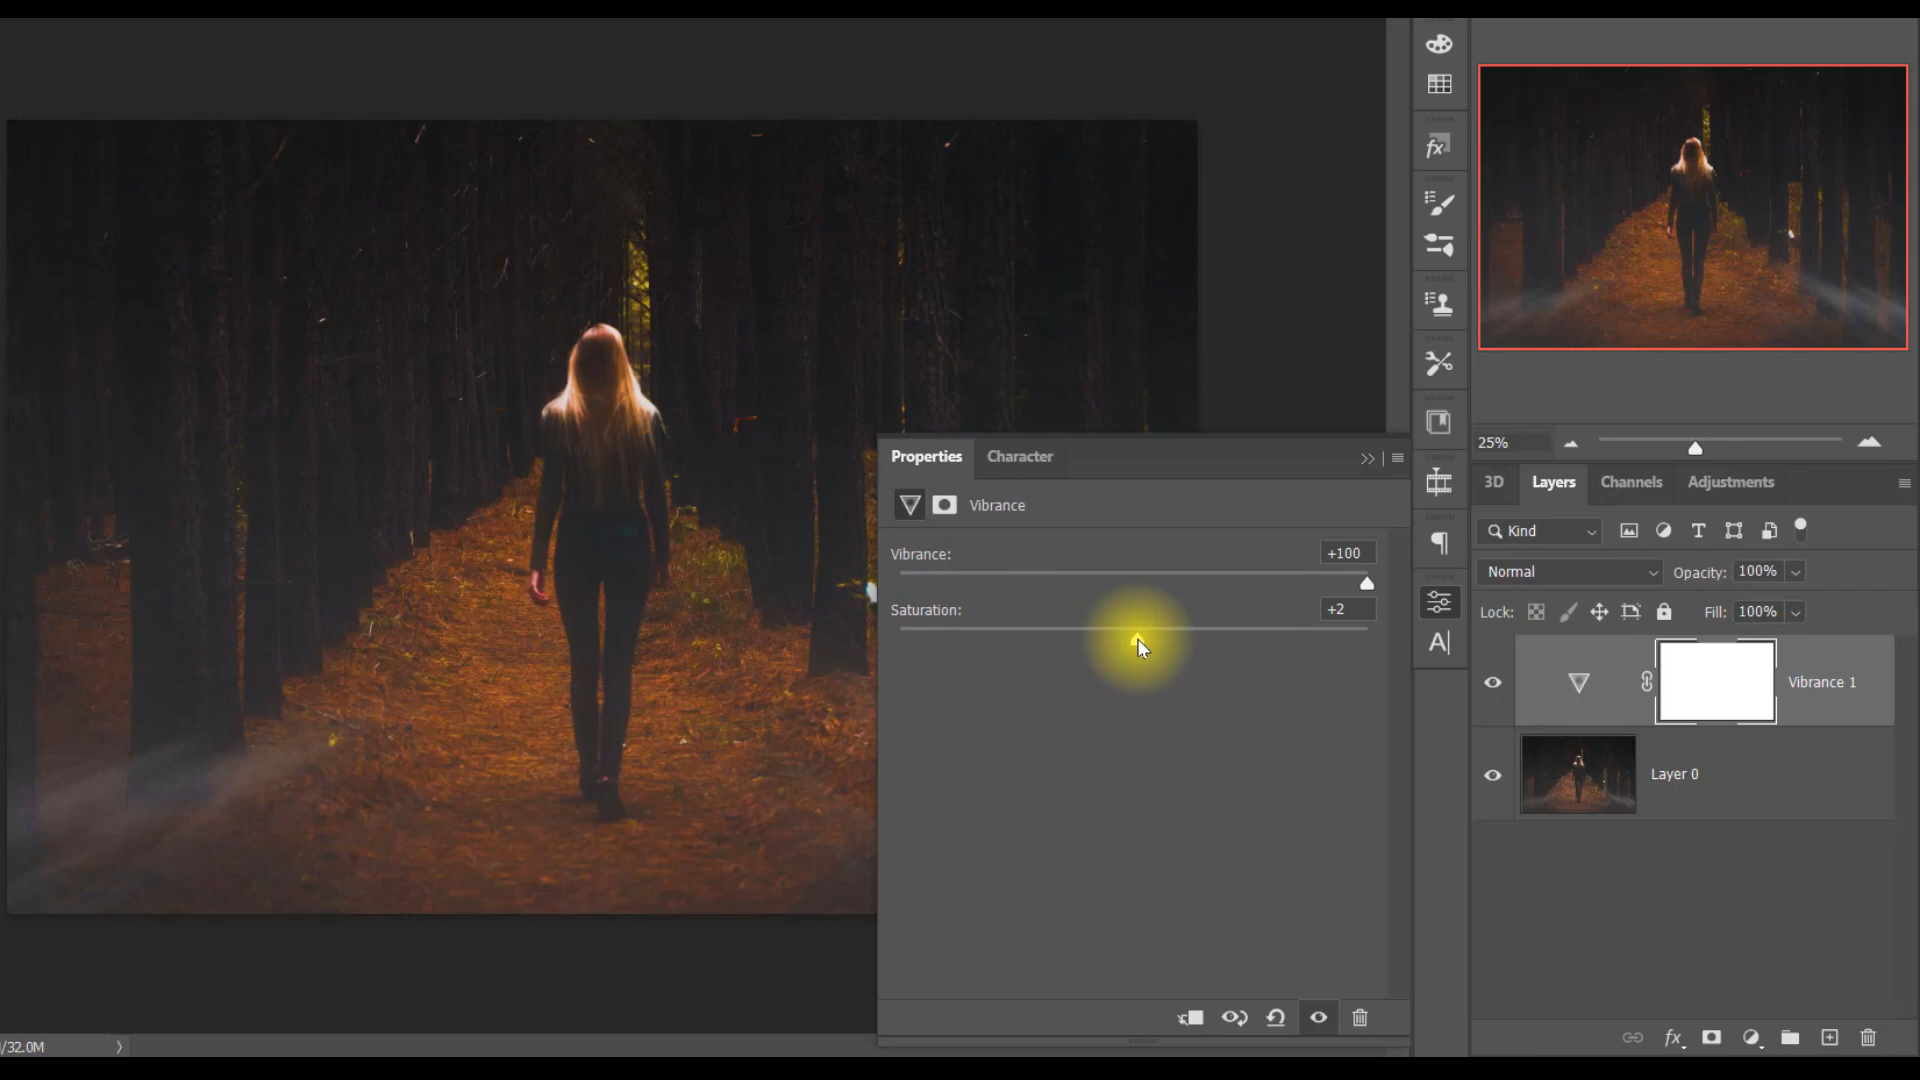 25%
Properties
Character
Vibrance
Vibrance:
+100
Saturation:
+2
3D
Layers
Channels
Adjustments
Kind
Normal
Opacity:
100%
Lock:
Fill:
100%
Vibrance 1
Layer 0
/32.0M